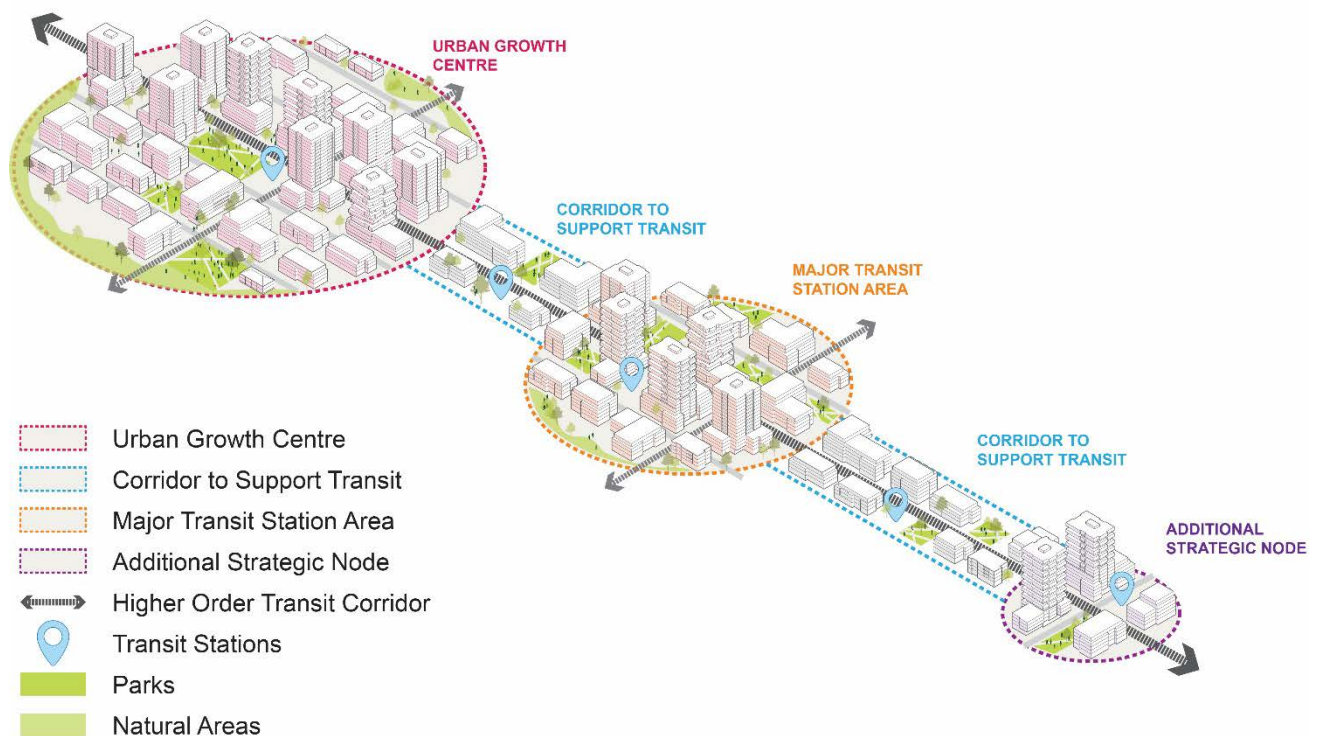 URBAN GROWTH
CENTRE
CORRIDOR TO
SUPPORT TRANSIT
MAJOR TRANSIT
STATION AREA
CORRIDOR TO
SUPPORT TRANSIT
ADDITIONAL
STRATEGIC NODE
Urban Growth Centre
Corridor to Support Transit
Major Transit Station Area
Additional Strategic Node
Higher Order Transit Corridor
Transit Stations
Parks
Natural Areas